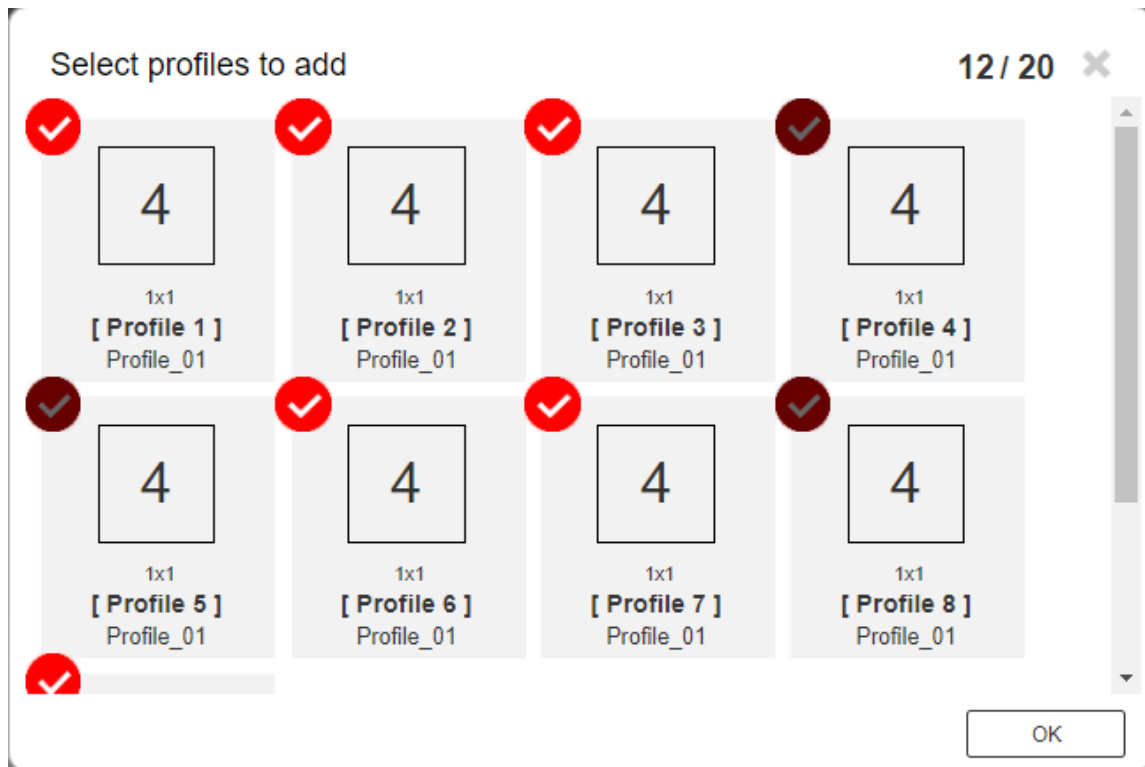 Select profiles to add 12 / 20
4 4 4 4
1x1 1x1 1x1 1x1
[ Profile 1 ] [ Profile 2 ] [ Profile 3 ] [ Profile 4 ]
Profile_01 Profile_01 Profile_01 Profile_01
4 4 4 4
1x1 1x1 1x1 1x1
[ Profile 5 ] [ Profile 6 ] [ Profile 7 ] [ Profile 8 ]
Profile_01 Profile_01 Profile_01 Profile_01
OK